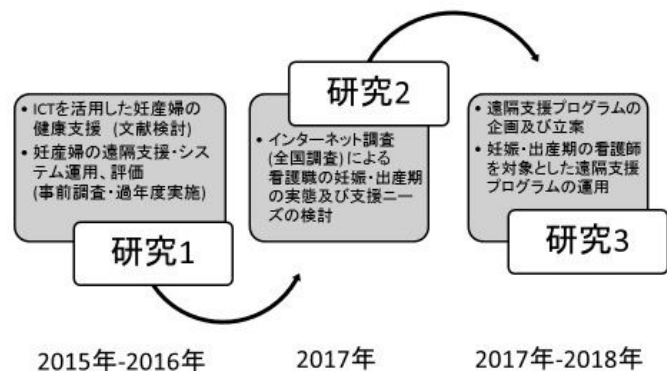 • ICTを活用した妊産婦の
健康支援 (文献検討)
• 妊産婦の遠隔支援・シス
テム運用、評価
(事前調査・過年度実施)
研究1
2015年-2016年
研究2
• インターネット調査
(全国調査)による
看護職の妊娠・出産期
の実態及び支援ニー
ズの検討
2017年
• 遠隔支援プログラムの
企画及び立案
• 妊娠・出産期の看護師
を対象とした遠隔支援
プログラムの運用
研究3
2017年-2018年